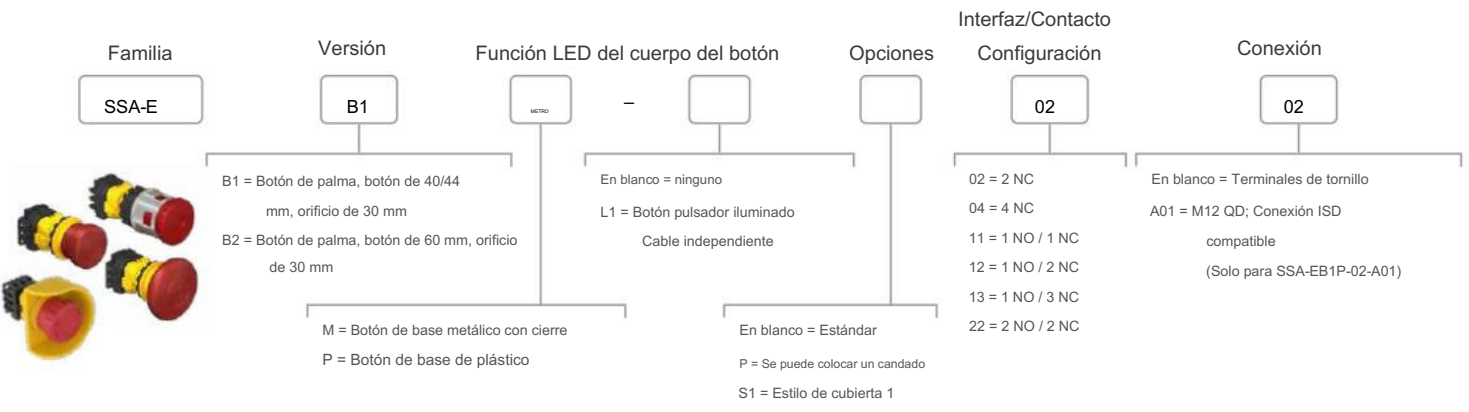 Familia
SSA-E
Versión
B1
B1 = Botón de palma, botón de 40/44
mm, orificio de 30 mm
B2 = Botón de palma, botón de 60 mm, orificio
de 30 mm
Función LED del cuerpo del botón
METRO
–
M = Botón de base metálico con cierre
P = Botón de base de plástico
En blanco = ninguno
L1 = Botón pulsador iluminado
Cable independiente
Opciones
En blanco = Estándar
P = Se puede colocar un candado
S1 = Estilo de cubierta 1
Interfaz/Contacto
Configuración
02
02 = 2 NC
04 = 4 NC
11 = 1 NO / 1 NC
12 = 1 NO / 2 NC
13 = 1 NO / 3 NC
22 = 2 NO / 2 NC
Conexión
02
En blanco = Terminales de tornillo
A01 = M12 QD; Conexión ISD
compatible
(Solo para SSA-EB1P-02-A01)